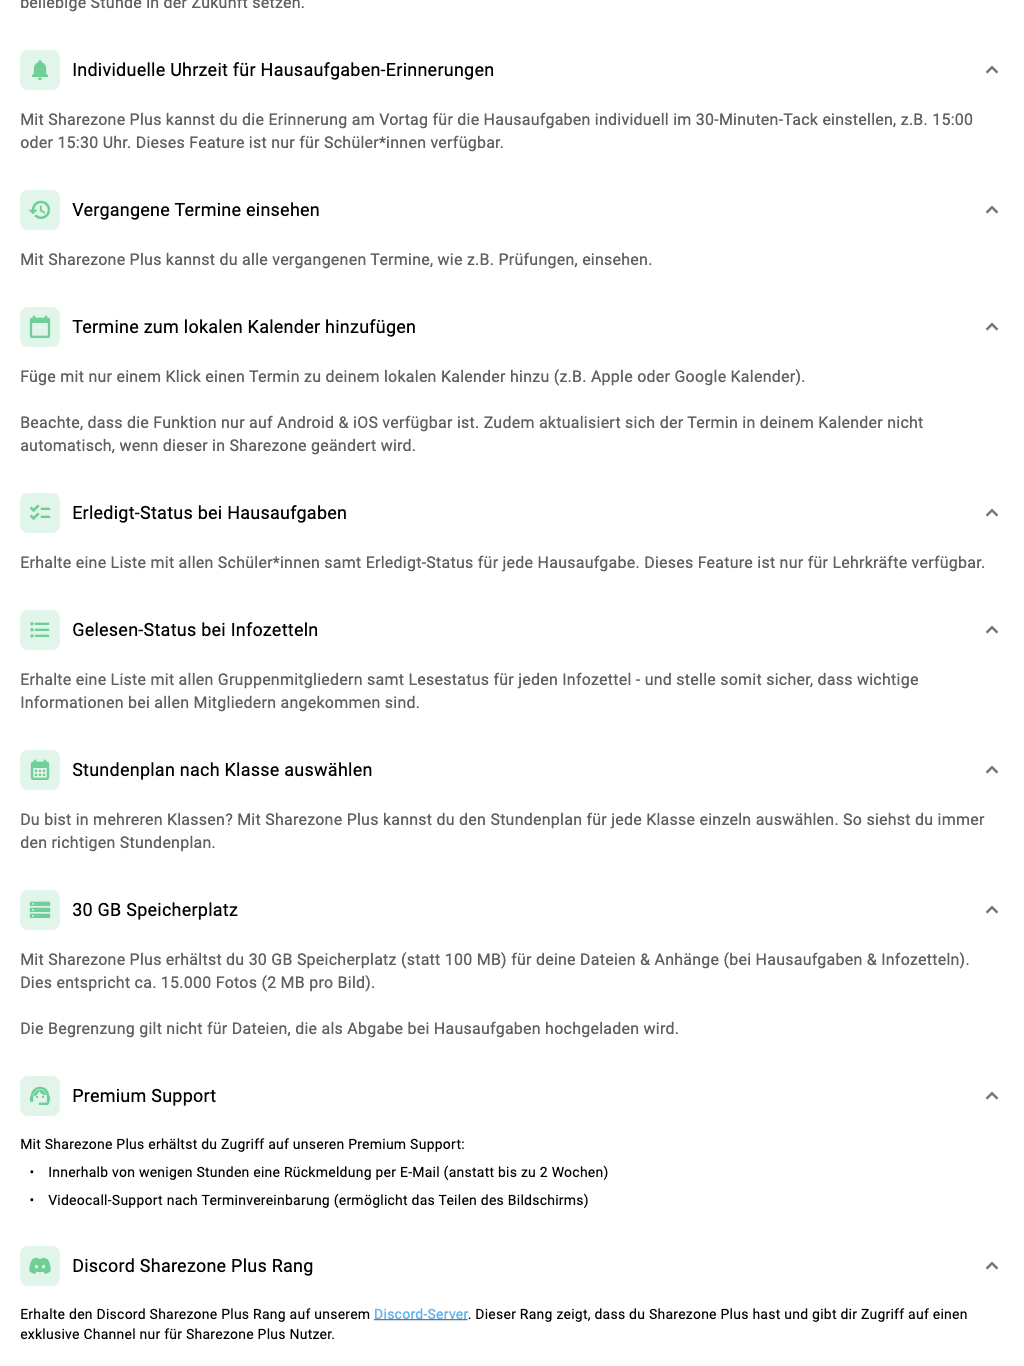 beliebige Stunde in der Zukunft setzen.
Individuelle Uhrzeit für Hausaufgaben-Erinnerungen
Mit Sharezone Plus kannst du die Erinnerung am Vortag für die Hausaufgaben individuell im 30-Minuten-Tack einstellen, z.B. 15:00
oder 15:30 Uhr. Dieses Feature ist nur für Schüler*innen verfügbar.
Vergangene Termine einsehen
Mit Sharezone Plus kannst du alle vergangenen Termine, wie z.B. Prüfungen, einsehen.
Termine zum lokalen Kalender hinzufügen
Füge mit nur einem Klick einen Termin zu deinem lokalen Kalender hinzu (z.B. Apple oder Google Kalender).
Beachte, dass die Funktion nur auf Android & iOS verfügbar ist. Zudem aktualisiert sich der Termin in deinem Kalender nicht
automatisch, wenn dieser in Sharezone geändert wird.
Erledigt-Status bei Hausaufgaben
Erhalte eine Liste mit allen Schüler*innen samt Erledigt-Status für jede Hausaufgabe. Dieses Feature ist nur für Lehrkräfte verfügbar.
Gelesen-Status bei Infozetteln
Erhalte eine Liste mit allen Gruppenmitgliedern samt Lesestatus für jeden Infozettel - und stelle somit sicher, dass wichtige
Informationen bei allen Mitgliedern angekommen sind.
Stundenplan nach Klasse auswählen
Du bist in mehreren Klassen? Mit Sharezone Plus kannst du den Stundenplan für jede Klasse einzeln auswählen. So siehst du immer
den richtigen Stundenplan.
30 GB Speicherplatz
Mit Sharezone Plus erhältst du 30 GB Speicherplatz (statt 100 MB) für deine Dateien & Anhänge (bei Hausaufgaben & Infozetteln).
Dies entspricht ca. 15.000 Fotos (2 MB pro Bild).
Die Begrenzung gilt nicht für Dateien, die als Abgabe bei Hausaufgaben hochgeladen wird.
Premium Support
Mit Sharezone Plus erhältst du Zugriff auf unseren Premium Support:
• Innerhalb von wenigen Stunden eine Rückmeldung per E-Mail (anstatt bis zu 2 Wochen)
• Videocall-Support nach Terminvereinbarung (ermöglicht das Teilen des Bildschirms)
Discord Sharezone Plus Rang
Erhalte den Discord Sharezone Plus Rang auf unserem Discord-Server. Dieser Rang zeigt, dass du Sharezone Plus hast und gibt dir Zugriff auf einen
exklusive Channel nur für Sharezone Plus Nutzer.